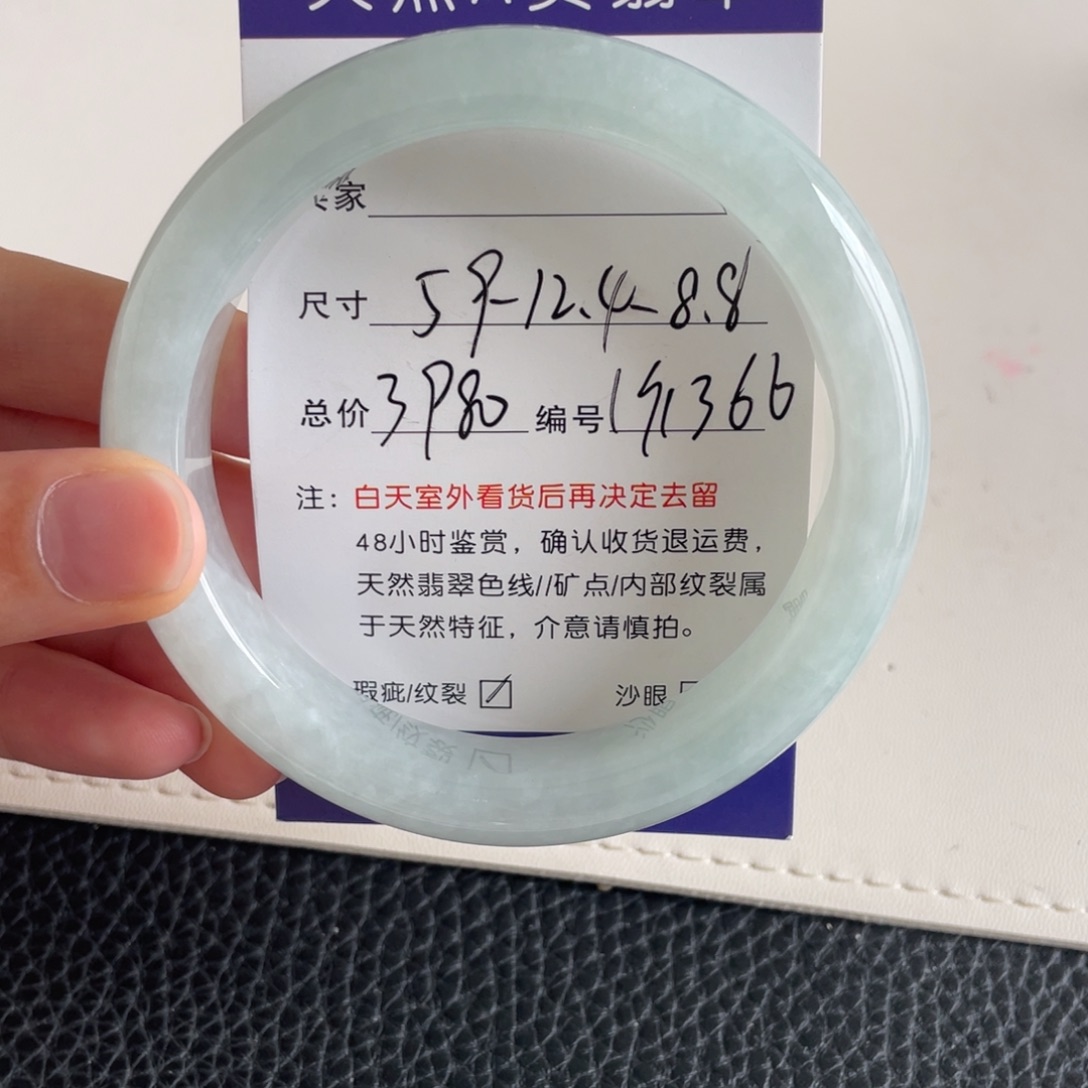 家
尺寸 59-12.4-8.8
总价 3980 编号 1911366
注：白天室外看货后再决定去留
48小时鉴赏，确认收货退运费，
天然翡翠色线//矿点/内部纹裂属
于天然特征，介意请慎拍。
瑕疵/纹裂 沙眼